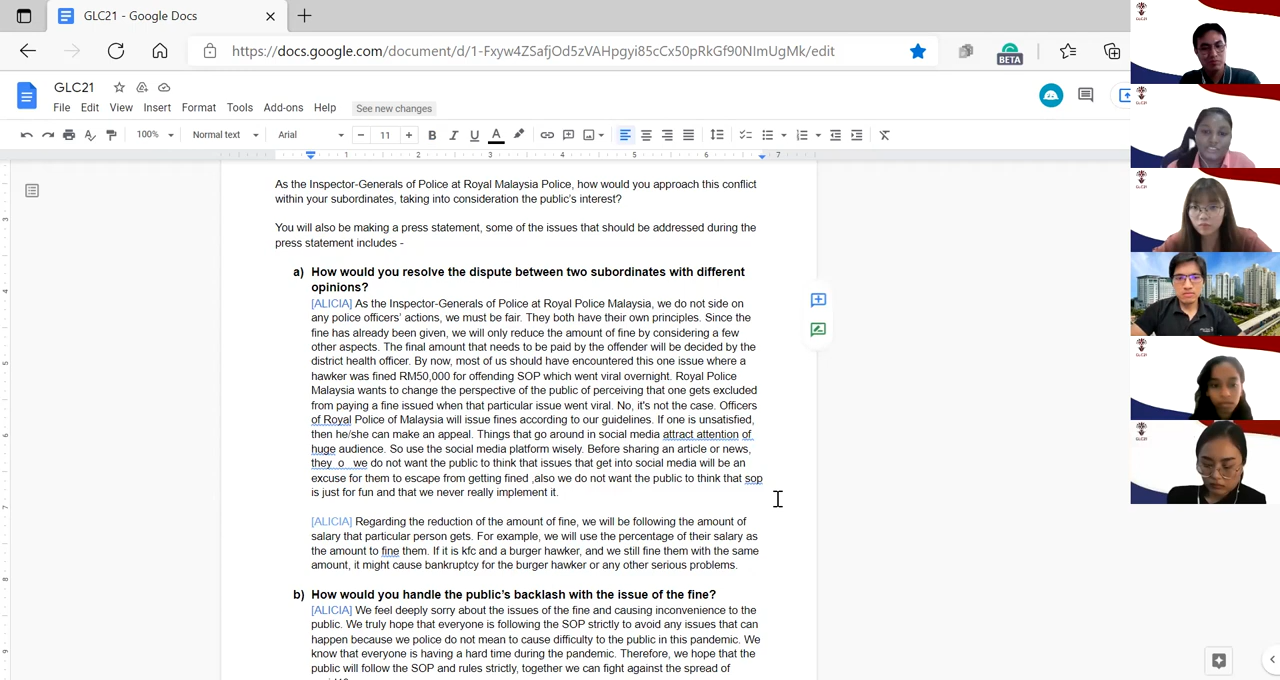 GLC21 - Google Docs
https://docs.google.com/document/d/1-Fxyw4ZSafjOd5zVAHpgyi85cCx50pRkGf90NlmUgMk/edit
BETA
GLC21
File Edit View Insert Format Tools Add-ons Help See new changes
100% Normal text Arial 11 B I U A
1 2 3 4 5 6 7
As the Inspector-Generals of Police at Royal Malaysia Police, how would you approach this conflict
within your subordinates, taking into consideration the public's interest?
You will also be making a press statement, some of the issues that should be addressed during the
press statement includes -
a) How would you resolve the dispute between two subordinates with different
opinions?
[ALICIA] As the Inspector-Generals of Police at Royal Police Malaysia, we do not side on
any police officers' actions, we must be fair. They both have their own principles. Since the
fine has already been given, we will only reduce the amount of fine by considering a few
other aspects. The final amount that needs to be paid by the offender will be decided by the
district health officer. By now, most of us should have encountered this one issue where a
hawker was fined RM50,000 for offending SOP which went viral overnight. Royal Police
Malaysia wants to change the perspective of the public of perceiving that one gets excluded
from paying a fine issued when that particular issue went viral. No, it's not the case. Officers
of Royal Police of Malaysia will issue fines according to our guidelines. If one is unsatisfied,
then he/she can make an appeal. Things that go around in social media attract attention of
huge audience. So use the social media platform wisely. Before sharing an article or news,
they o we do not want the public to think that issues that get into social media will be an
excuse for them to escape from getting fined ,also we do not want the public to think that sop
is just for fun and that we never really implement it.
[ALICIA] Regarding the reduction of the amount of fine, we will be following the amount of
salary that particular person gets. For example, we will use the percentage of their salary as
the amount to fine them. If it is kfc and a burger hawker, and we still fine them with the same
amount, it might cause bankruptcy for the burger hawker or any other serious problems.
b) How would you handle the public's backlash with the issue of the fine?
[ALICIA] We feel deeply sorry about the issues of the fine and causing inconvenience to the
public. We truly hope that everyone is following the SOP strictly to avoid any issues that can
happen because we police do not mean to cause difficulty to the public in this pandemic. We
know that everyone is having a hard time during the pandemic. Therefore, we hope that the
public will follow the SOP and rules strictly, together we can fight against the spread of
3
4
5
6
7
8
9
GLC21
GLC21
GLC21
GLC21
GLC21